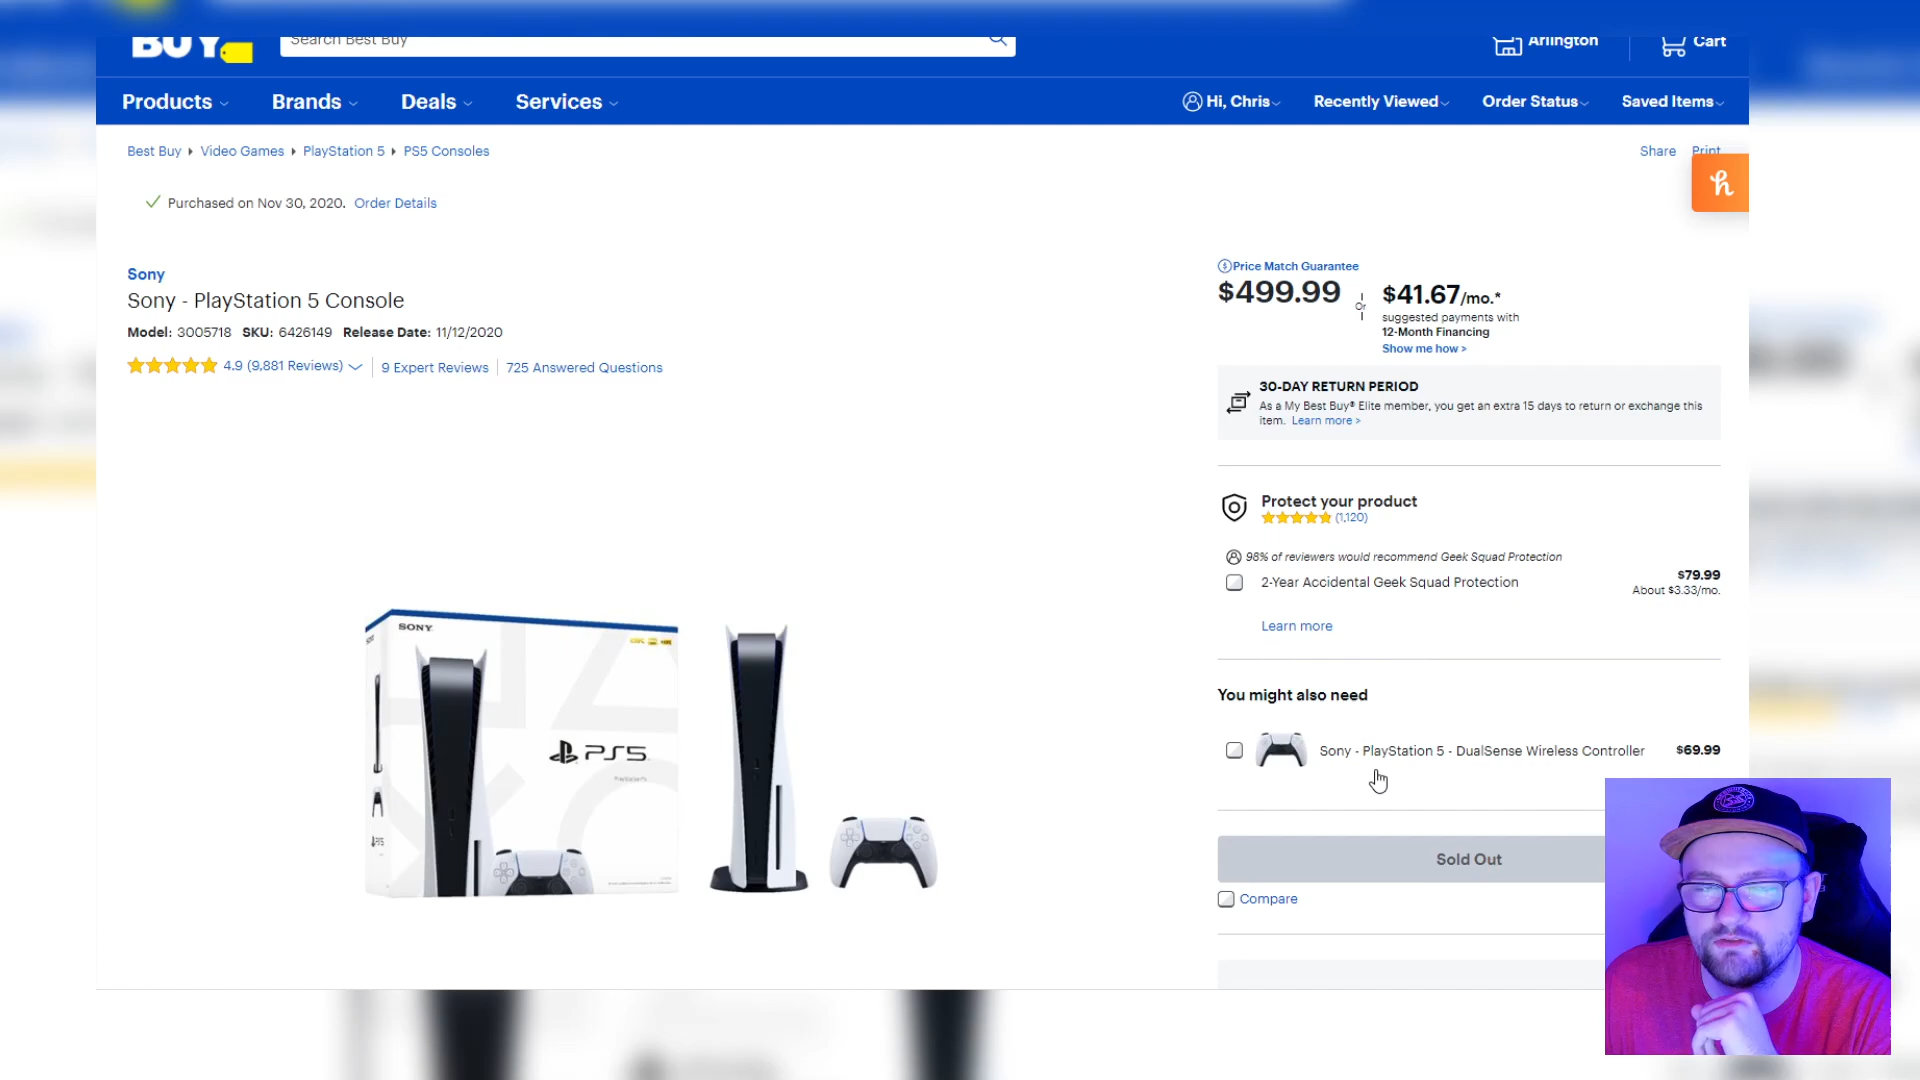 BUY
Search Best Buy
Arlington
Cart
Products
Brands
Deals
Services
Hi, Chris
Recently Viewed
Order Status
Saved Items
Best Buy
Video Games
PlayStation 5
PS5 Consoles
Share
Print
h
Purchased on Nov 30, 2020. Order Details
Sony
Sony - PlayStation 5 Console
Model: 3005718 SKU: 6426149 Release Date: 11/12/2020
4.9 (9,881 Reviews)
9 Expert Reviews
725 Answered Questions
Price Match Guarantee
$499.99
Or
$41.67/mo.*
suggested payments with
12-Month Financing
Show me how >
30-DAY RETURN PERIOD
As a My Best Buy® Elite member, you get an extra 15 days to return or exchange this
item. Learn more >
Protect your product
(1,120)
98% of reviewers would recommend Geek Squad Protection
2-Year Accidental Geek Squad Protection
$79.99
About $3.33/mo.
Learn more
You might also need
Sony - PlayStation 5 - DualSense Wireless Controller
$69.99
Sold Out
Compare
SONY
PS5